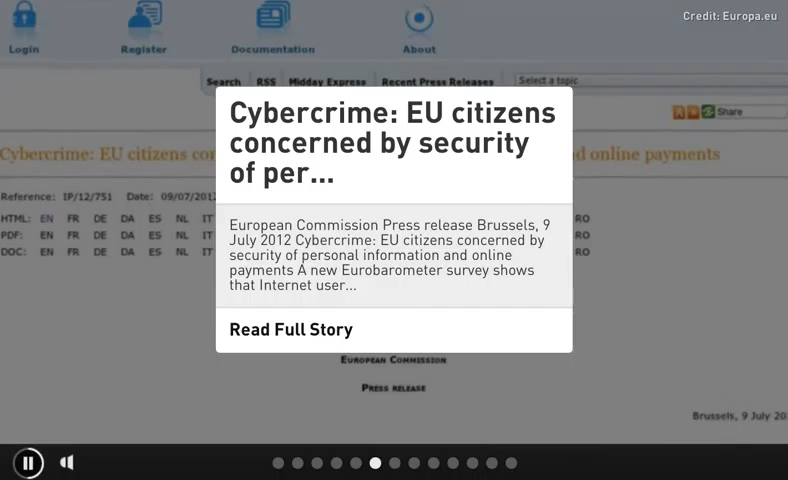 Credit: Europa.eu
Login
Register
Documentation
About
Search RSS Midday Express Recent Press Releases Select a topic
Share
Cybercrime: EU citizens
concerned by security
of per...
Cybercrime: EU citizens d online payments
Reference: IP/12/751 Date: 09/07/2012
HTML: EN FR DE DA ES NL IT RO
PDF: EN FR DE DA ES NL IT RO
DOC: EN FR DE DA ES NL IT RO
European Commission Press release Brussels, 9
July 2012 Cybercrime: EU citizens concerned by
security of personal information and online
payments A new Eurobarometer survey shows
that Internet user...
Read Full Story
European Commission
Press release
Brussels, 9 July 20